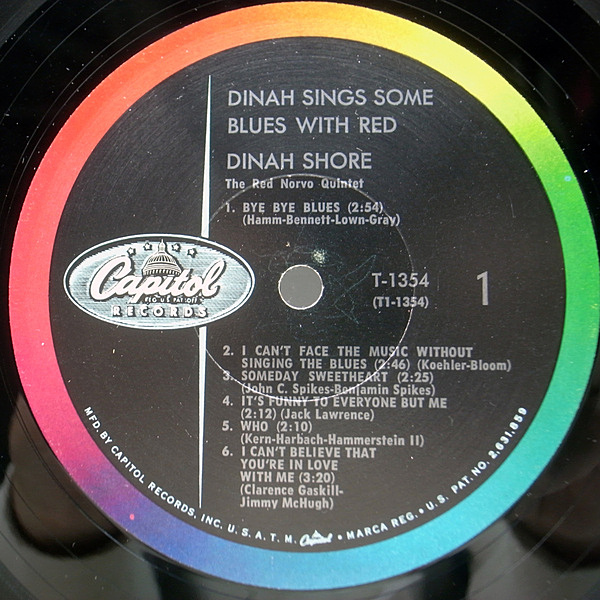 DINAH SINGS SOME
BLUES WITH RED
DINAH SHORE
The Red Norvo Quintet
1. BYE BYE BLUES (2:54)
(Hamm-Bennett-Lown-Gray)
Capitol
REG. U.S. PAT. OFF.
RECORDS
T-1354
(T1-1354)
1
2. I CAN'T FACE THE MUSIC WITHOUT
SINGING THE BLUES (2:46) (Koehler-Bloom)
3. SOMEDAY SWEETHEART (2:25)
(John C. Spikes-Benjamin Spikes)
4. IT'S FUNNY TO EVERYONE BUT ME
(2:12) (Jack Lawrence)
5. WHO (2:10)
(Kern-Harbach-Hammerstein II)
6. I CAN'T BELIEVE THAT
YOU'RE IN LOVE
WITH ME (3:20)
(Clarence Gaskill-
Jimmy McHugh)
MFD. BY CAPITOL RECORDS, INC. U.S.A. T.M. Capitol • MARCA REG. • U.S. PAT. NO. 2,631,859